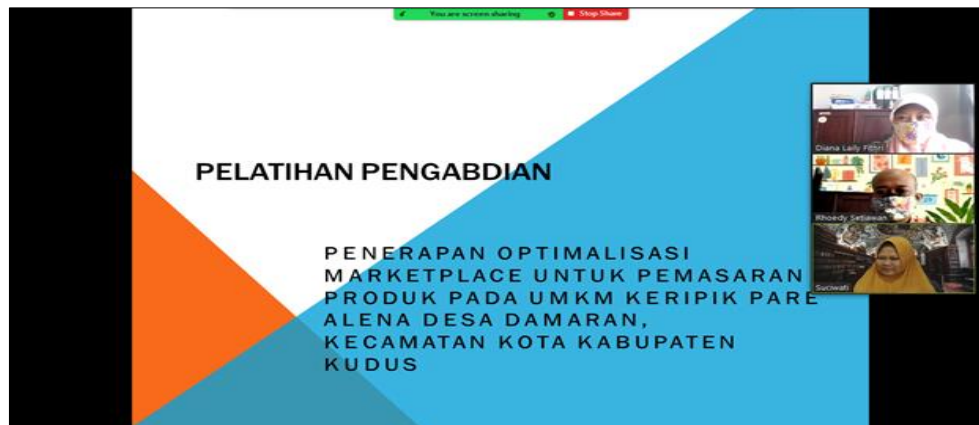 You are screen sharing Stop Share
PELATIHAN PENGABDIAN
PENERAPAN OPTIMALISASI
MARKETPLACE UNTUK PEMASARAN
PRODUK PADA UMKM KERIPIK PARE
ALENA DESA DAMARAN,
KECAMATAN KOTA KABUPATEN
KUDUS
Diana Laily Fithri
Rhoedy Setiawan
Suciwati